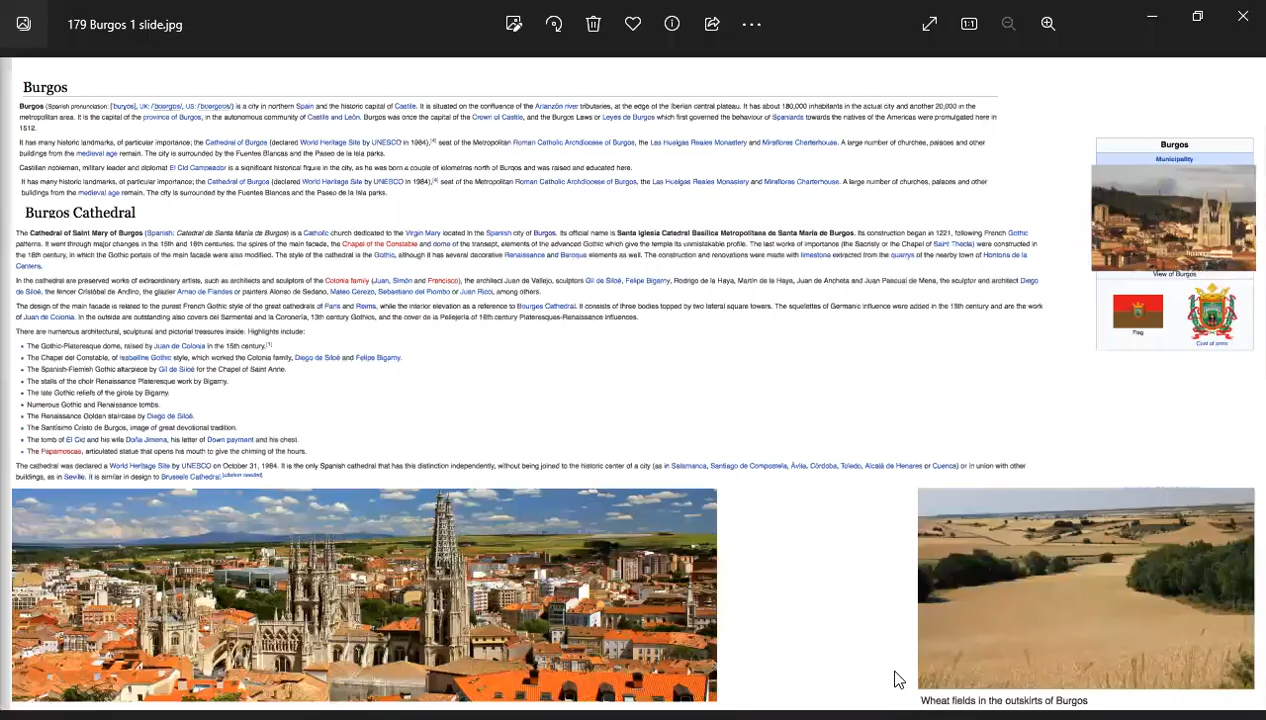 179 Burgos 1 slide.jpg
Burgos
Burgos (Spanish pronunciation: ['buɾɣos], UK: /ˈbʊərɡɒs/, US: /ˈbʊərɡoʊs/) is a city in northern Spain and the historic capital of Castile. It is situated on the confluence of the Arlanzón river tributaries, at the edge of the Iberian central plateau. It has about 180,000 inhabitants in the actual city and another 20,000 in the
metropolitan area. It is the capital of the province of Burgos, in the autonomous community of Castile and León. Burgos was once the capital of the Crown of Castile, and the Burgos Laws or Leyes de Burgos which first governed the behaviour of Spaniards towards the natives of the Americas were promulgated here in
1512.
It has many historic landmarks, of particular importance; the Cathedral of Burgos (declared World Heritage Site by UNESCO in 1984),[4] seat of the Metropolitan Roman Catholic Archdiocese of Burgos, the Las Huelgas Reales Monastery and Miraflores Charterhouse. A large number of churches, palaces and other
buildings from the medieval age remain. The city is surrounded by the Fuentes Blancas and the Paseo de la Isla parks.
Castilian nobleman, military leader and diplomat El Cid Campeador is a significant historical figure in the city, as he was born a couple of kilometres north of Burgos and was raised and educated here.
It has many historic landmarks, of particular importance; the Cathedral of Burgos (declared World Heritage Site by UNESCO in 1984),[4] seat of the Metropolitan Roman Catholic Archdiocese of Burgos, the Las Huelgas Reales Monastery and Miraflores Charterhouse. A large number of churches, palaces and other
buildings from the medieval age remain. The city is surrounded by the Fuentes Blancas and the Paseo de la Isla parks.
Burgos Cathedral
The Cathedral of Saint Mary of Burgos (Spanish: Catedral de Santa María de Burgos) is a Catholic church dedicated to the Virgin Mary located in the Spanish city of Burgos. Its official name is Santa Iglesia Catedral Basílica Metropolitana de Santa María de Burgos. Its construction began in 1221, following French Gothic
patterns. It went through major changes in the 15th and 16th centuries: the spires of the main facade, the Chapel of the Constable and dome of the transept, elements of the advanced Gothic which give the temple its unmistakable profile. The last works of importance (the Sacristy or the Chapel of Saint Thecla) were constructed in
the 18th century, in which the Gothic portals of the main facade were also modified. The style of the cathedral is the Gothic, although it has several decorative Renaissance and Baroque elements as well. The construction and renovations were made with limestone extracted from the quarrys of the nearby town of Hontoria de la
Cantera.
In the cathedral are preserved works of extraordinary artists, such as architects and sculptors of the Colonia family (Juan, Simón and Francisco), the architect Juan de Vallejo, sculptors Gil de Siloé, Felipe Bigarny, Rodrigo de la Haya, Martín de la Haya, Juan de Ancheta and Juan Pascual de Mena, the sculptor and architect Diego
de Siloé, the fencer Cristóbal de Andino, the glazier Arnao de Flandes or painters Alonso de Sedano, Mateo Cerezo, Sebastiano del Piombo or Juan Ricci, among others.
The design of the main facade is related to the purest French Gothic style of the great cathedrals of Paris and Reims, while the interior elevation as a reference to Bourges Cathedral. It consists of three bodies topped by two lateral square towers. The squelettes of Germanic influence were added in the 15th century and are the work
of Juan de Colonia. In the outside are outstanding also covers del Sarmental and la Coronería, 13th century Gothics, and the cover de la Pellejería of 16th century Plateresques-Renaissance influences.
There are numerous architectural, sculptural and pictorial treasures inside. Highlights include:
• The Gothic-Plateresque dome, raised by Juan de Colonia in the 15th century.[1]
• The Chapel del Constable, of Isabelline Gothic style, which worked the Colonia family, Diego de Siloé and Felipe Bigarny.
• The Spanish-Flemish Gothic altarpiece by Gil de Siloé for the Chapel of Saint Anne.
• The stalls of the choir Renaissance Plateresque work by Bigarny.
• The late Gothic reliefs of the girola by Bigarny.
• Numerous Gothic and Renaissance tombs.
• The Renaissance Golden staircase by Diego de Siloé.
• The Santísimo Cristo de Burgos, image of great devotional tradition.
• The tomb of El Cid and his wife Doña Jimena, his letter of Down payment and his chest.
• The Papamoscas, articulated statue that opens his mouth to give the chiming of the hours.
The cathedral was declared a World Heritage Site by UNESCO on October 31, 1984. It is the only Spanish cathedral that has this distinction independently, without being joined to the historic center of a city (as in Salamanca, Santiago de Compostela, Ávila, Córdoba, Toledo, Alcalá de Henares or Cuenca) or in union with other
buildings, as in Seville. It is similar in design to Brussels Cathedral.[citation needed]
Burgos
Municipality
View of Burgos
Flag
Coat of arms
Wheat fields in the outskirts of Burgos